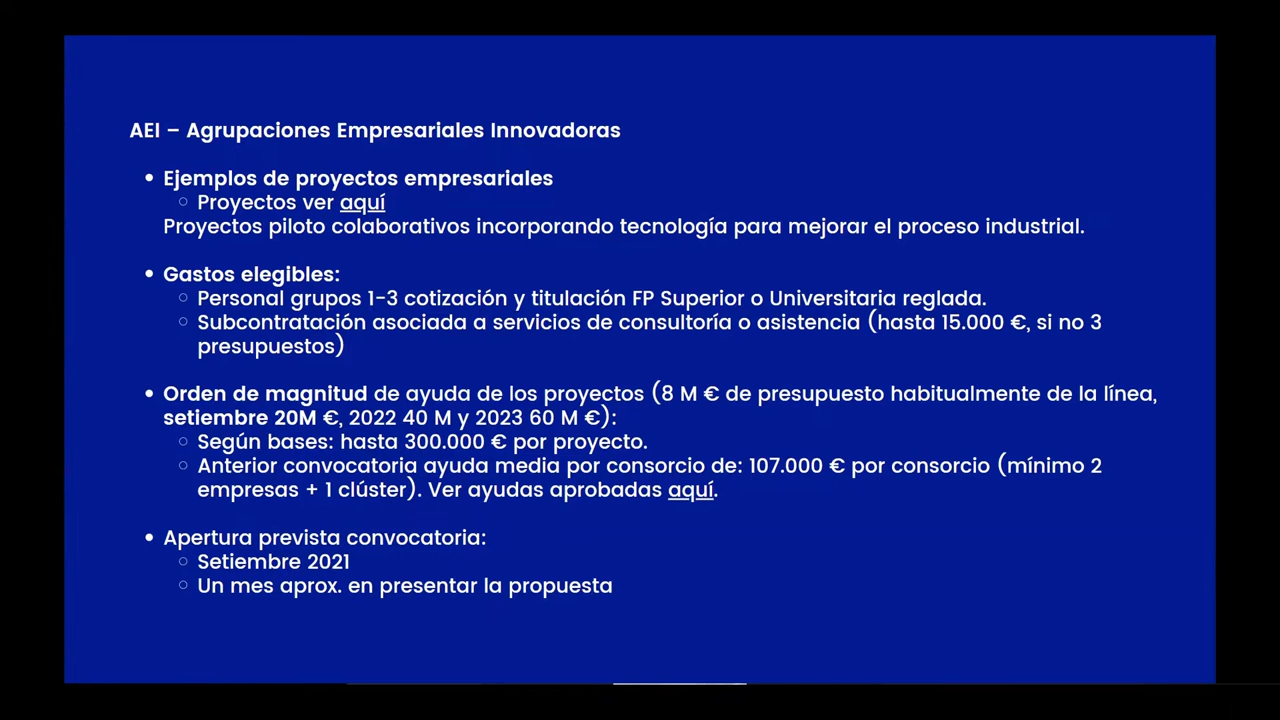 AEI – Agrupaciones Empresariales Innovadoras
• Ejemplos de proyectos empresariales
○ Proyectos ver aquí
Proyectos piloto colaborativos incorporando tecnología para mejorar el proceso industrial.
• Gastos elegibles:
○ Personal grupos 1-3 cotización y titulación FP Superior o Universitaria reglada.
○ Subcontratación asociada a servicios de consultoría o asistencia (hasta 15.000 €, si no 3
presupuestos)
• Orden de magnitud de ayuda de los proyectos (8 M € de presupuesto habitualmente de la línea,
setiembre 20M €, 2022 40 M y 2023 60 M €):
○ Según bases: hasta 300.000 € por proyecto.
○ Anterior convocatoria ayuda media por consorcio de: 107.000 € por consorcio (mínimo 2
empresas + 1 clúster). Ver ayudas aprobadas aquí.
• Apertura prevista convocatoria:
○ Setiembre 2021
○ Un mes aprox. en presentar la propuesta